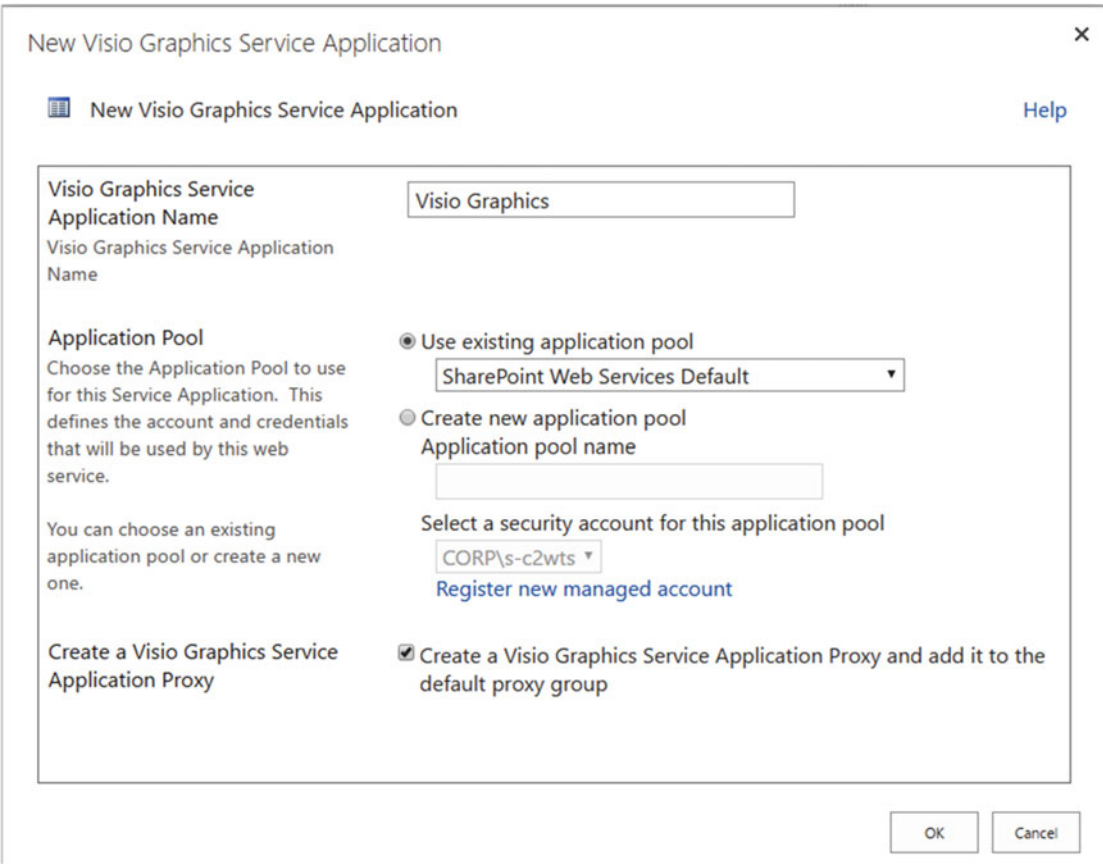 New Visio Graphics Service Application
New Visio Graphics Service Application
Help
Visio Graphics Service
Application Name
Visio Graphics Service Application
Name
Visio Graphics
Application Pool
Choose the Application Pool to use
for this Service Application. This
defines the account and credentials
that will be used by this web
service.
You can choose an existing
application pool or create a new
one.
Use existing application pool
SharePoint Web Services Default
Create new application pool
Application pool name
Select a security account for this application pool
CORP\s-c2wts
Register new managed account
Create a Visio Graphics Service
Application Proxy
Create a Visio Graphics Service Application Proxy and add it to the
default proxy group
OK
Cancel